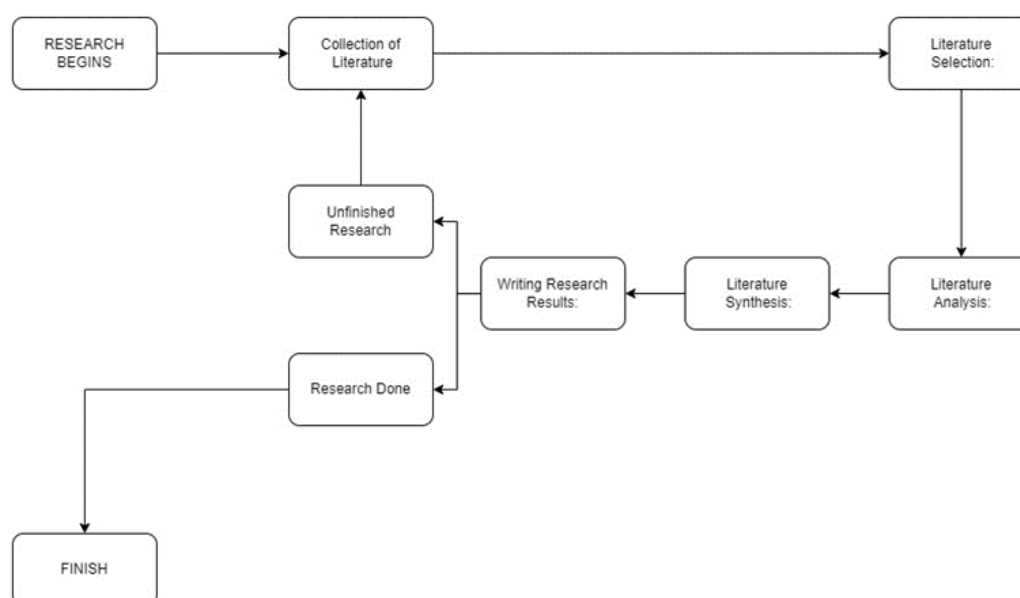 RESEARCH
BEGINS
Collection of
Literature
Literature
Selection:
Unfinished
Research
Writing Research
Results:
Literature
Synthesis:
Literature
Analysis:
Research Done
FINISH